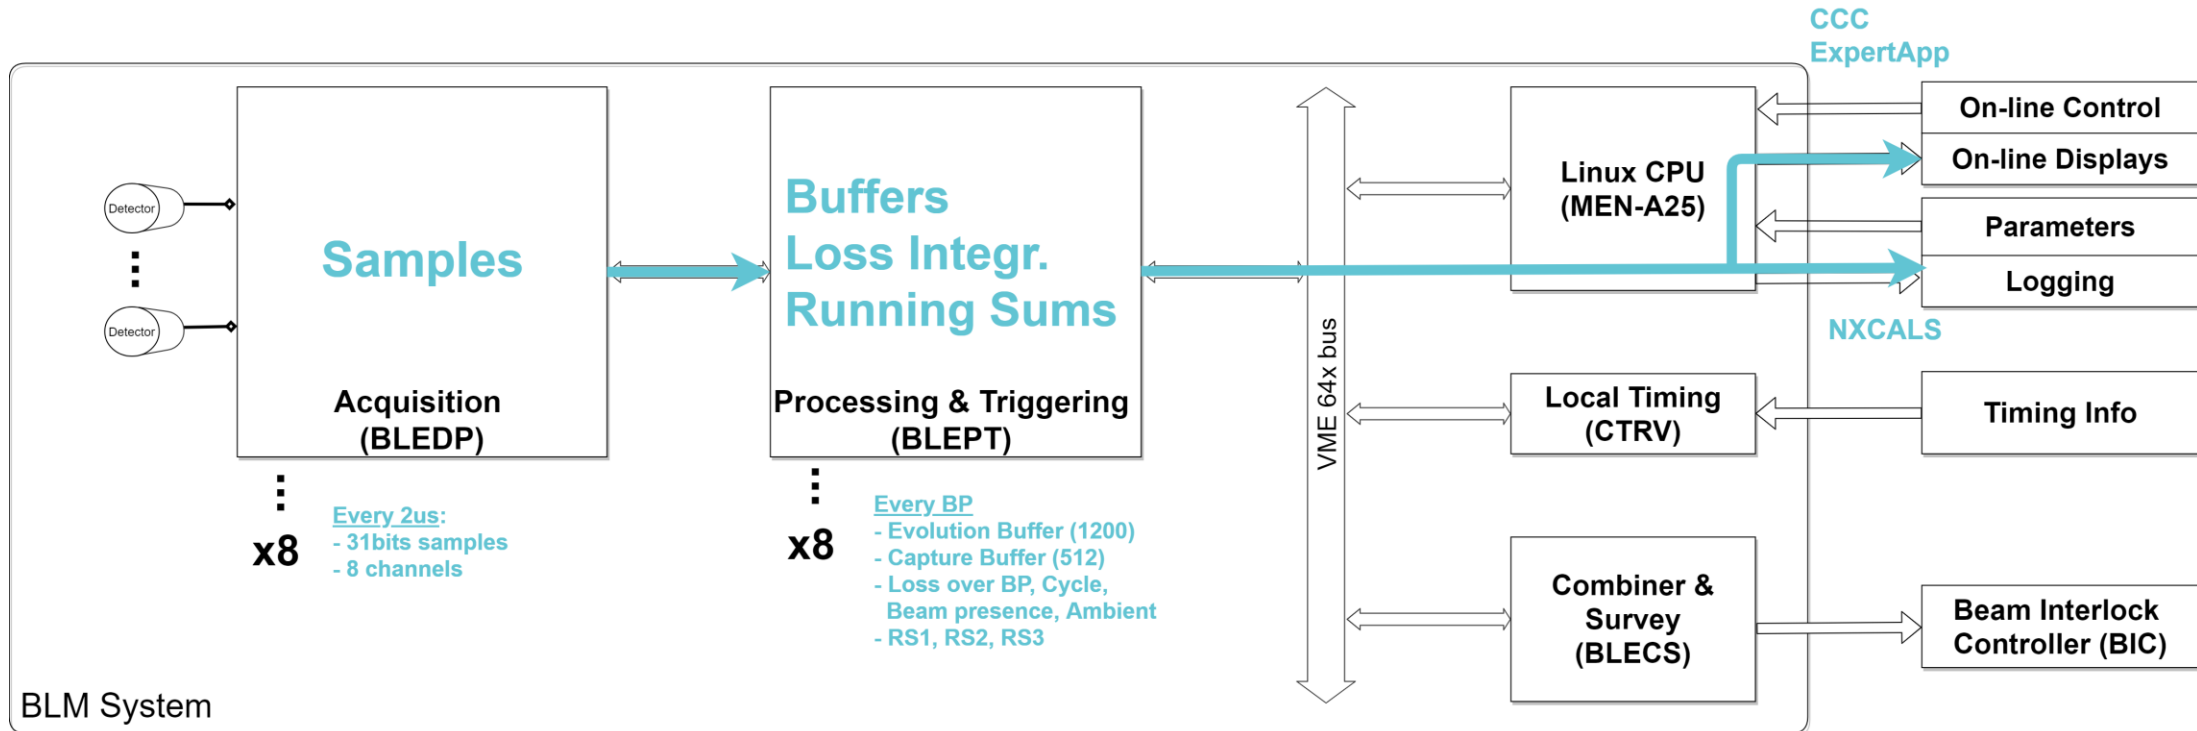 CCC
ExpertApp
Detector
Detector
Samples
Acquisition
(BLEDP)
x8
Every 2us:
- 31bits samples
- 8 channels
Buffers
Loss Integr.
Running Sums
Processing & Triggering
(BLEPT)
x8
Every BP
- Evolution Buffer (1200)
- Capture Buffer (512)
- Loss over BP, Cycle,
Beam presence, Ambient
- RS1, RS2, RS3
VME 64x bus
Linux CPU
(MEN-A25)
Local Timing
(CTRV)
Combiner &
Survey
(BLECS)
On-line Control
On-line Displays
Parameters
Logging
NXCALS
Timing Info
Beam Interlock
Controller (BIC)
BLM System